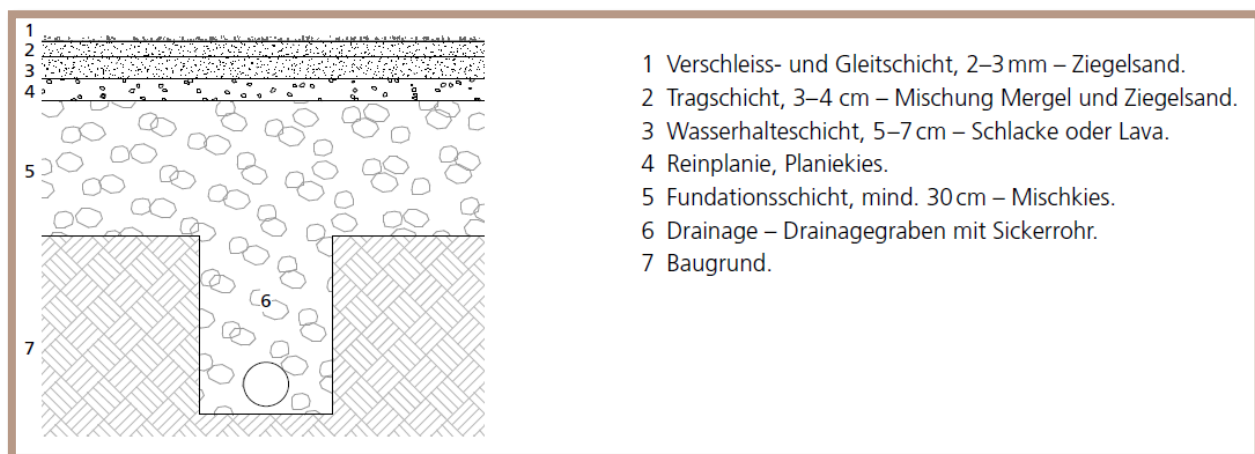 1
2
3
4
5
6
7
1 Verschleiss- und Gleitschicht, 2–3 mm – Ziegelsand.
2 Tragschicht, 3–4 cm – Mischung Mergel und Ziegelsand.
3 Wasserhalteschicht, 5–7 cm – Schlacke oder Lava.
4 Reinplanie, Planiekies.
5 Fundationsschicht, mind. 30 cm – Mischkies.
6 Drainage – Drainagegraben mit Sickerrohr.
7 Baugrund.